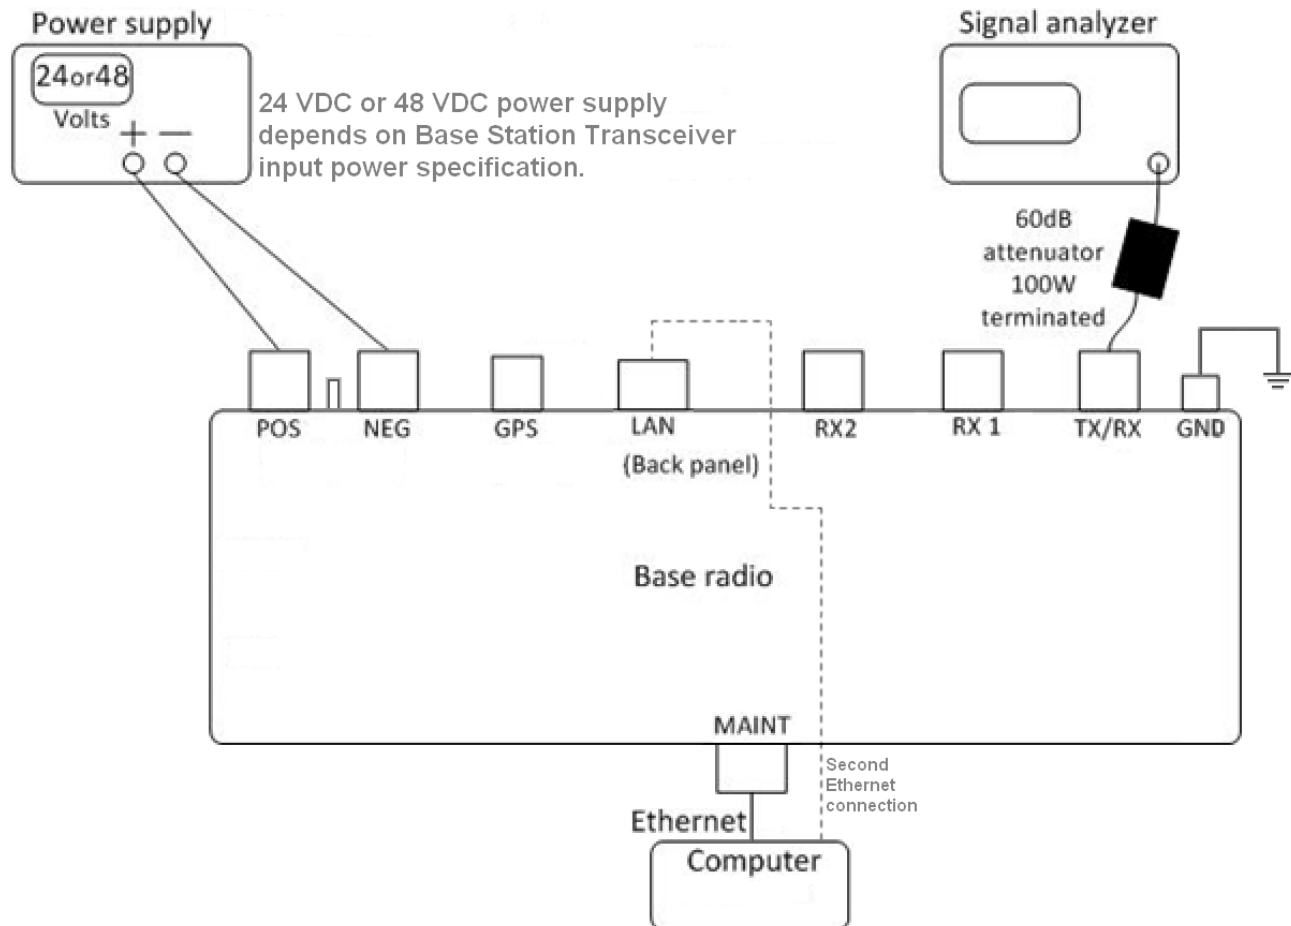 Power supply
Signal analyzer
24or48
Volts
+ —
24 VDC or 48 VDC power supply
depends on Base Station Transceiver
input power specification.
60dB
attenuator
100W
terminated
POS
NEG
GPS
LAN
RX2
RX 1
TX/RX
GND
(Back panel)
Base radio
MAINT
Second
Ethernet
connection
Ethernet
Computer